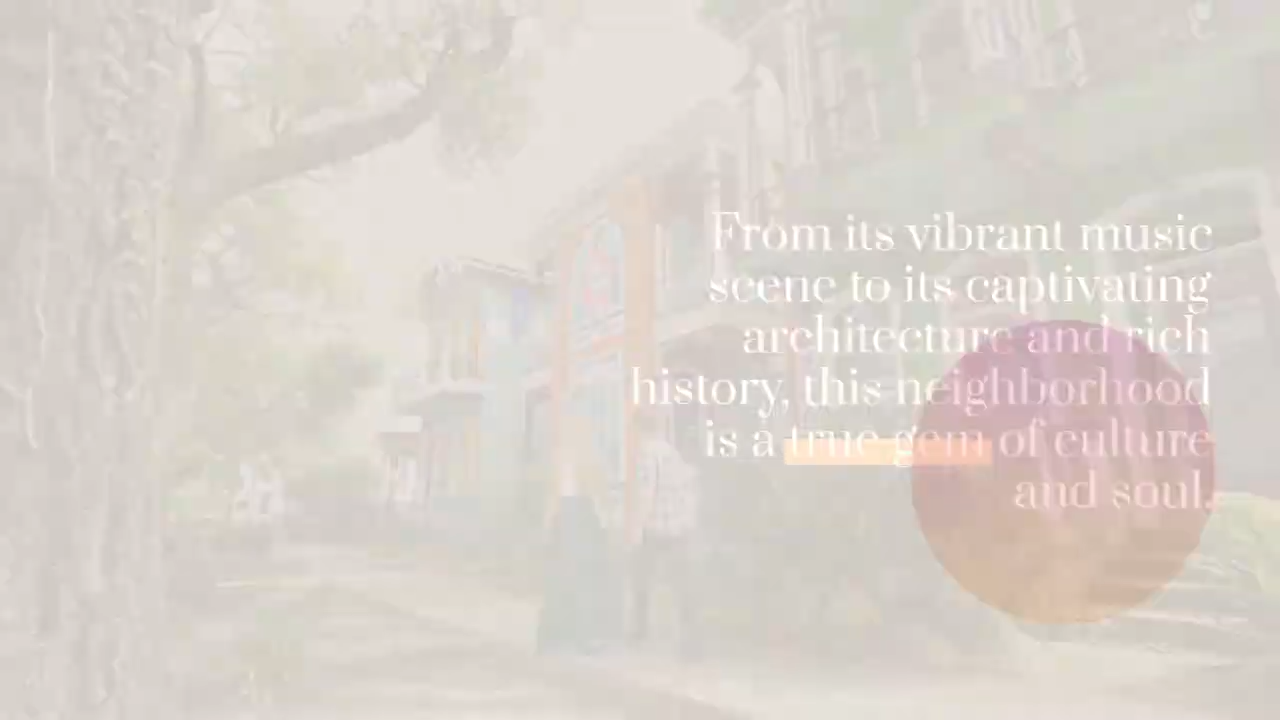 From its vibrant music
scene to its captivating
architecture and rich
history, this neighborhood
is a true gem of culture
and soul.